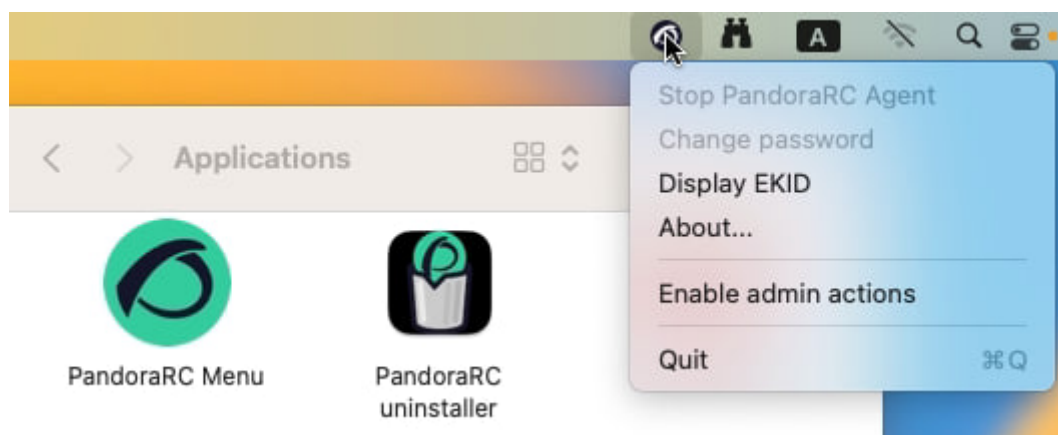 A
Stop PandoraRC Agent
Change password
Display EKID
About...
Enable admin actions
Quit ⌘Q
Applications
PandoraRC Menu
PandoraRC
uninstaller